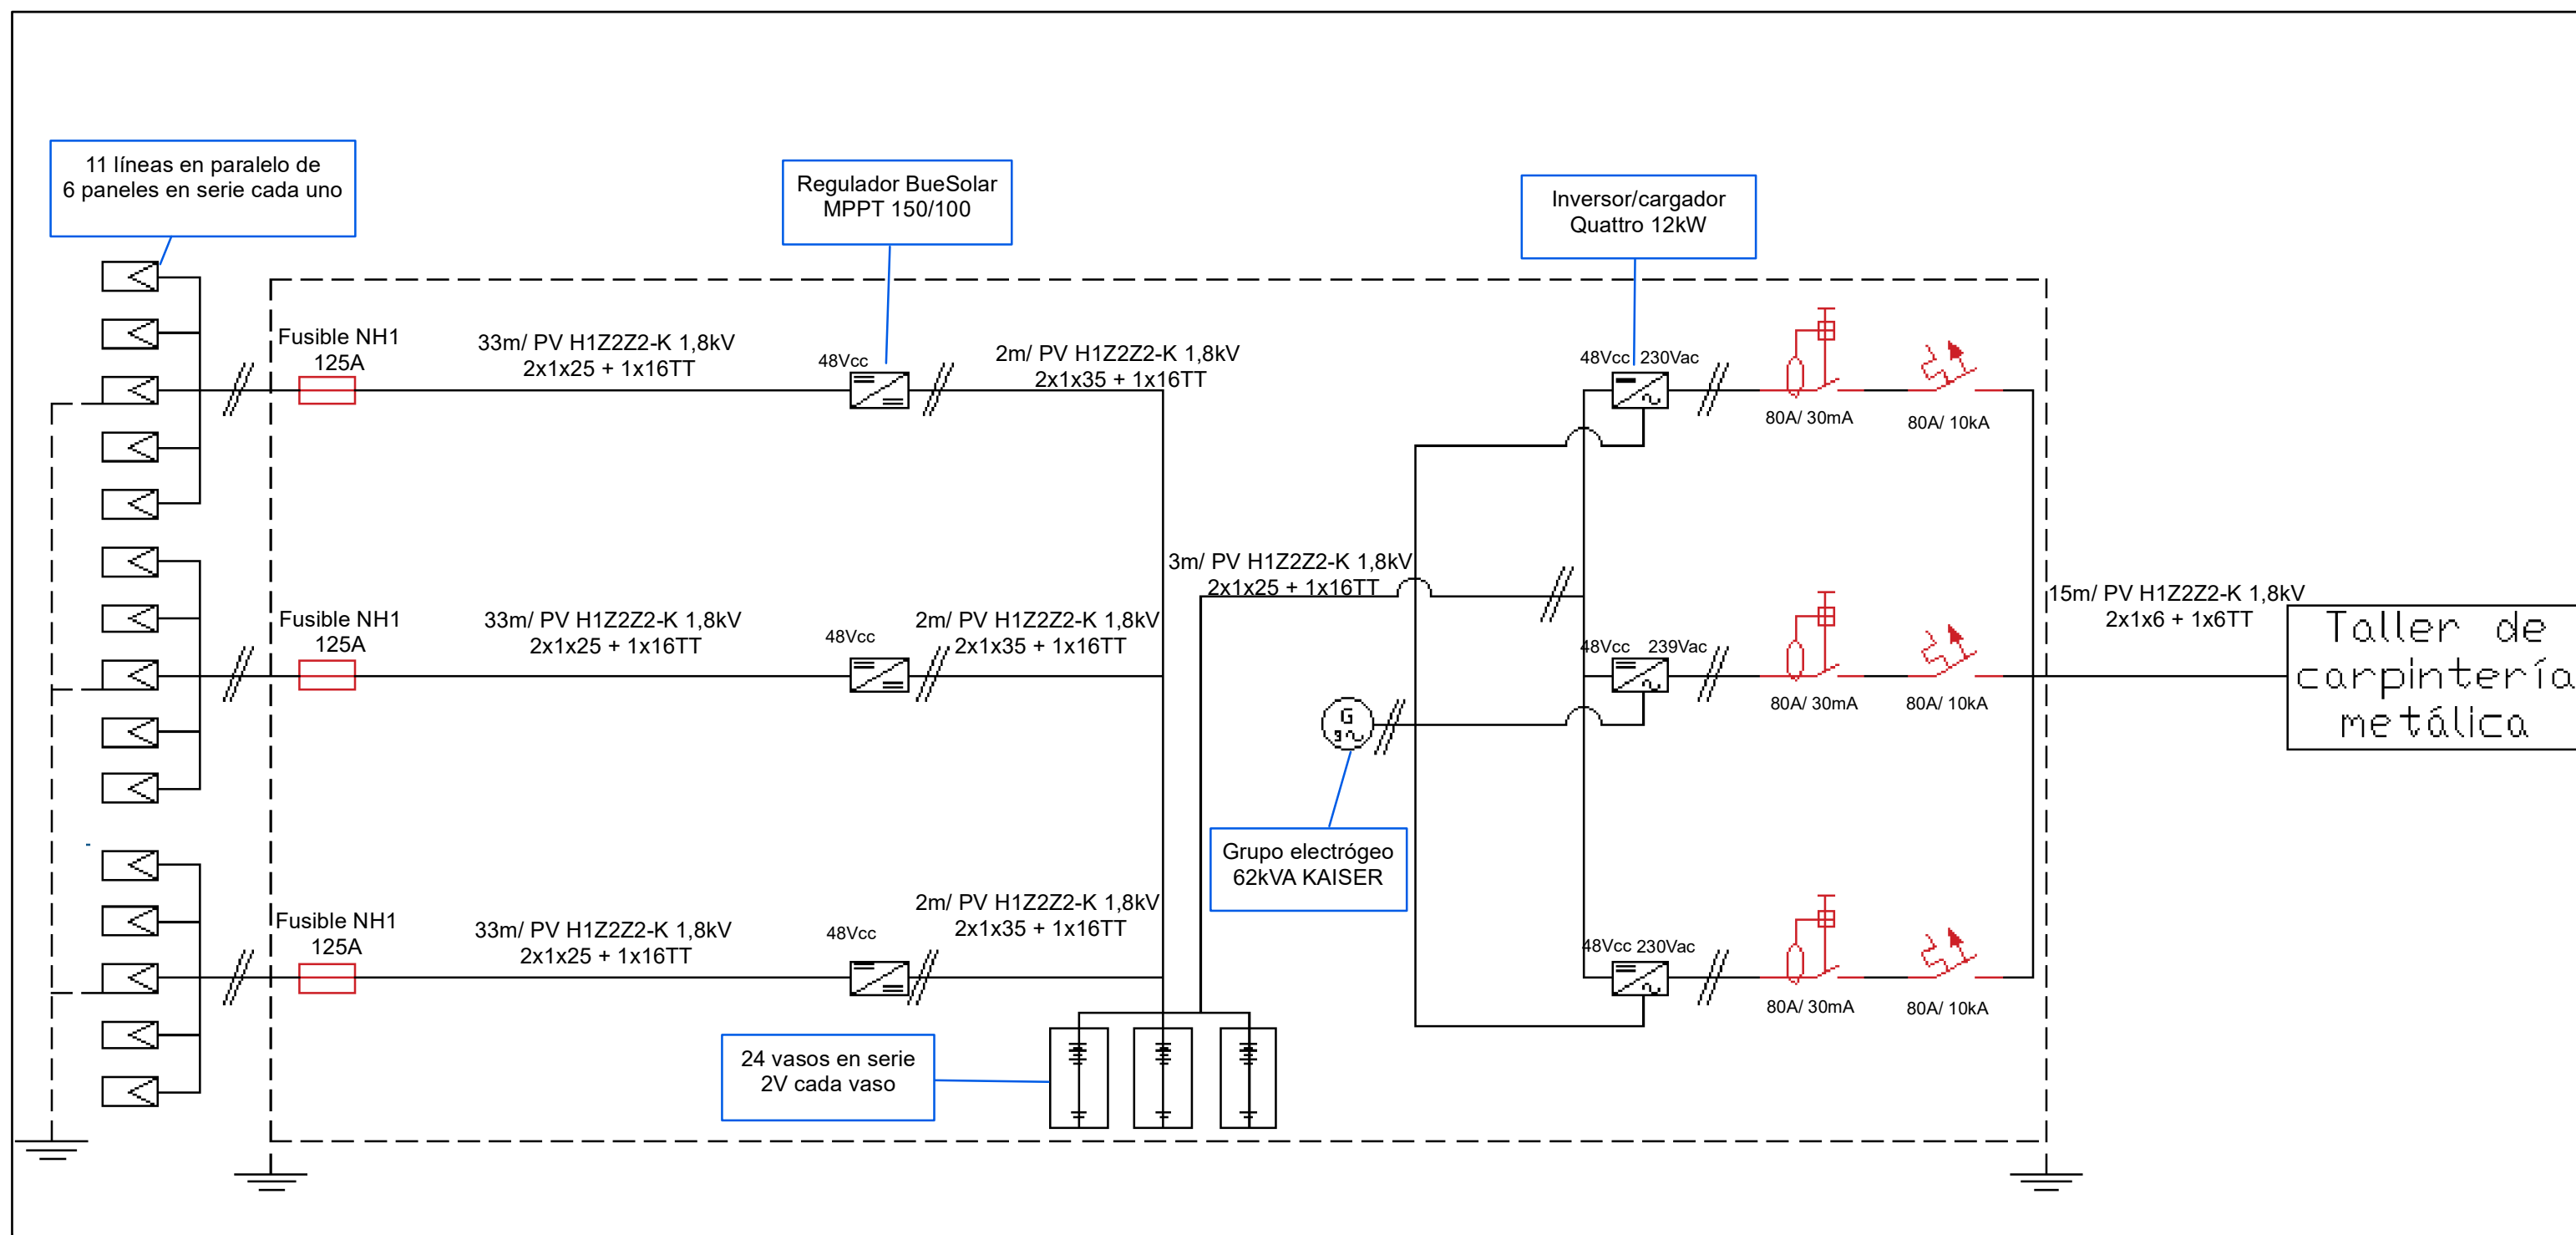 11 líneas en paralelo de
6 paneles en serie cada uno
Regulador BueSolar
MPPT 150/100
Inversor/cargador
Quattro 12kW
Fusible NH1
125A
33m/ PV H1Z2Z2-K 1,8kV
2x1x25 + 1x16TT
48Vcc
2m/ PV H1Z2Z2-K 1,8kV
2x1x35 + 1x16TT
48Vcc 230Vac
80A/ 30mA
80A/ 10kA
3m/ PV H1Z2Z2-K 1,8kV
2x1x25 + 1x16TT
15m/ PV H1Z2Z2-K 1,8kV
2x1x6 + 1x6TT
Taller de
carpintería
metálica
Fusible NH1
125A
33m/ PV H1Z2Z2-K 1,8kV
2x1x25 + 1x16TT
48Vcc
2m/ PV H1Z2Z2-K 1,8kV
2x1x35 + 1x16TT
48Vcc 239Vac
80A/ 30mA
80A/ 10kA
G
g
Grupo electrógeo
62kVA KAISER
Fusible NH1
125A
33m/ PV H1Z2Z2-K 1,8kV
2x1x25 + 1x16TT
48Vcc
2m/ PV H1Z2Z2-K 1,8kV
2x1x35 + 1x16TT
48Vcc 230Vac
80A/ 30mA
80A/ 10kA
24 vasos en serie
2V cada vaso